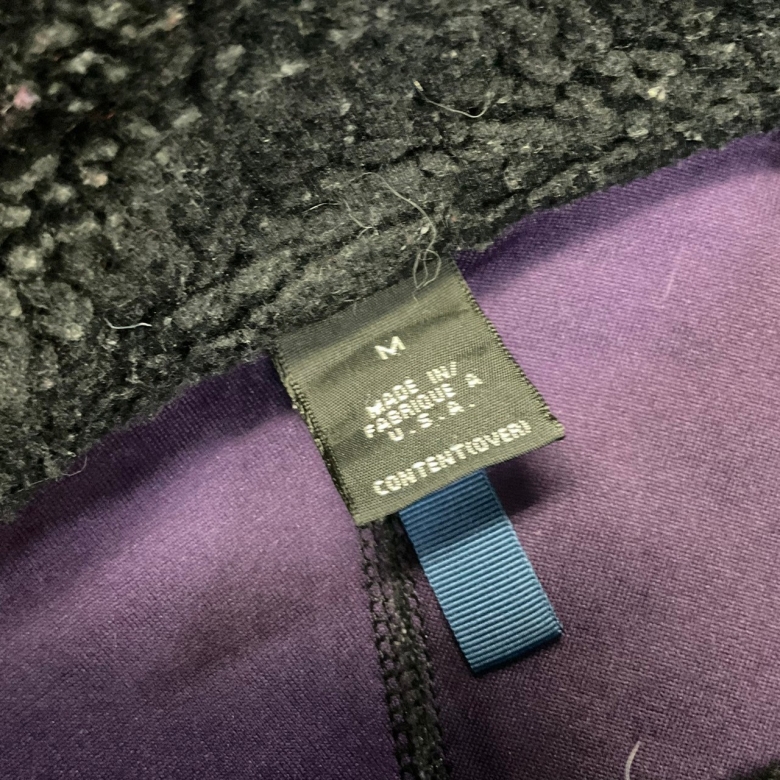 M
MADE IN/
FABRIQUE A
U.S.A.
CONTENT(OVER)